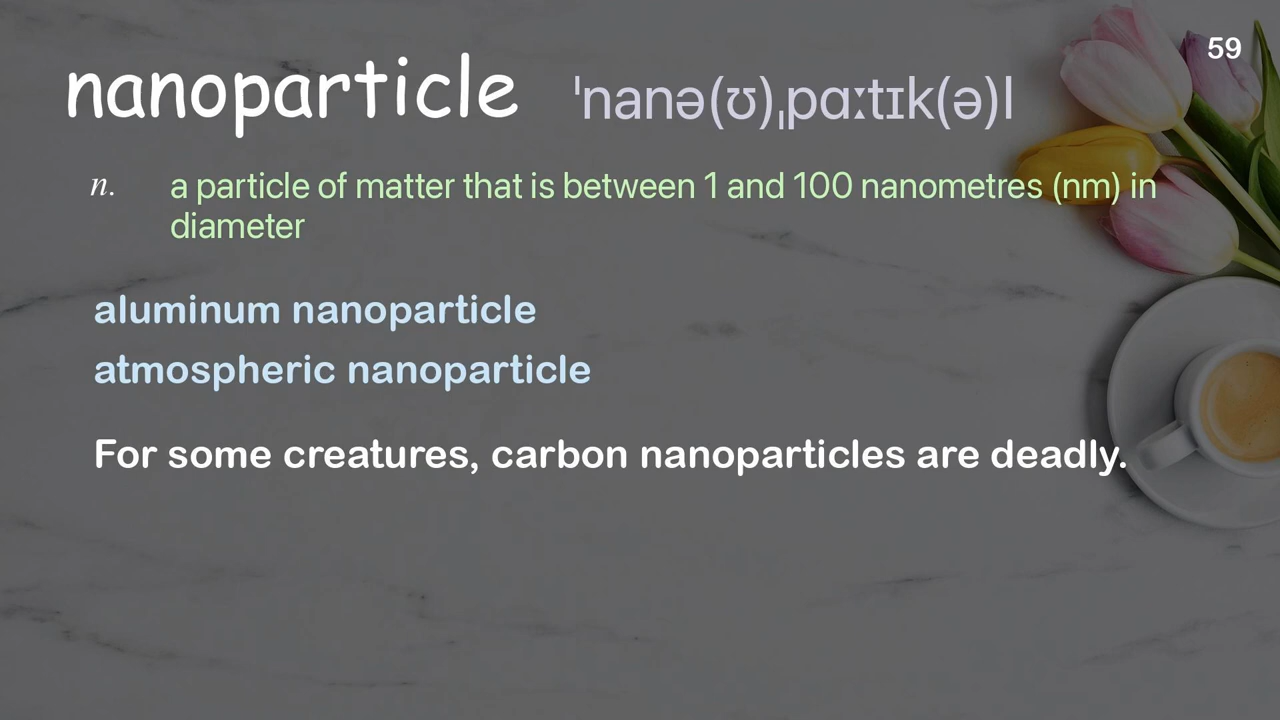 59
nanoparticle ˈnanə(ʊ)ˌpɑːtɪk(ə)l
n. a particle of matter that is between 1 and 100 nanometres (nm) in
diameter
aluminum nanoparticle
atmospheric nanoparticle
For some creatures, carbon nanoparticles are deadly.